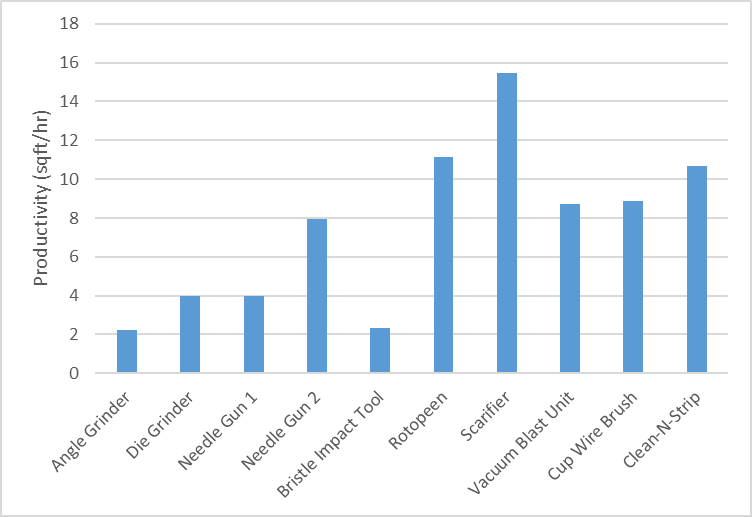 18
16
14
12
10
8
6
4
2
0
Productivity (sqft/hr)
Angle Grinder
Die Grinder
Needle Gun 1
Needle Gun 2
Bristle Impact Tool
Rotopeen
Scarifier
Vacuum Blast Unit
Cup Wire Brush
Clean-N-Strip